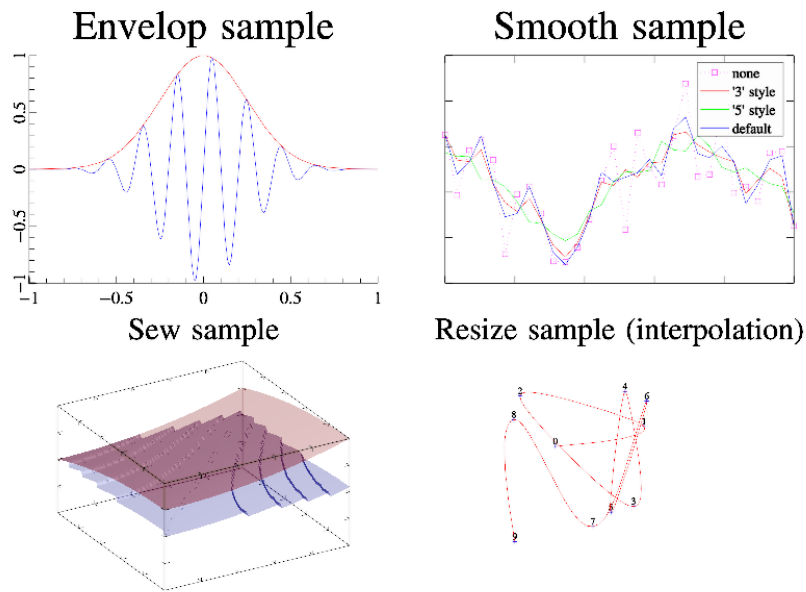 Envelop sample
Smooth sample
1
0.5
0
−0.5
−1
−1
−0.5
0
0.5
1
none
'3' style
'5' style
default
Sew sample
Resize sample (interpolation)
2
4
6
8
1
0
3
5
7
9